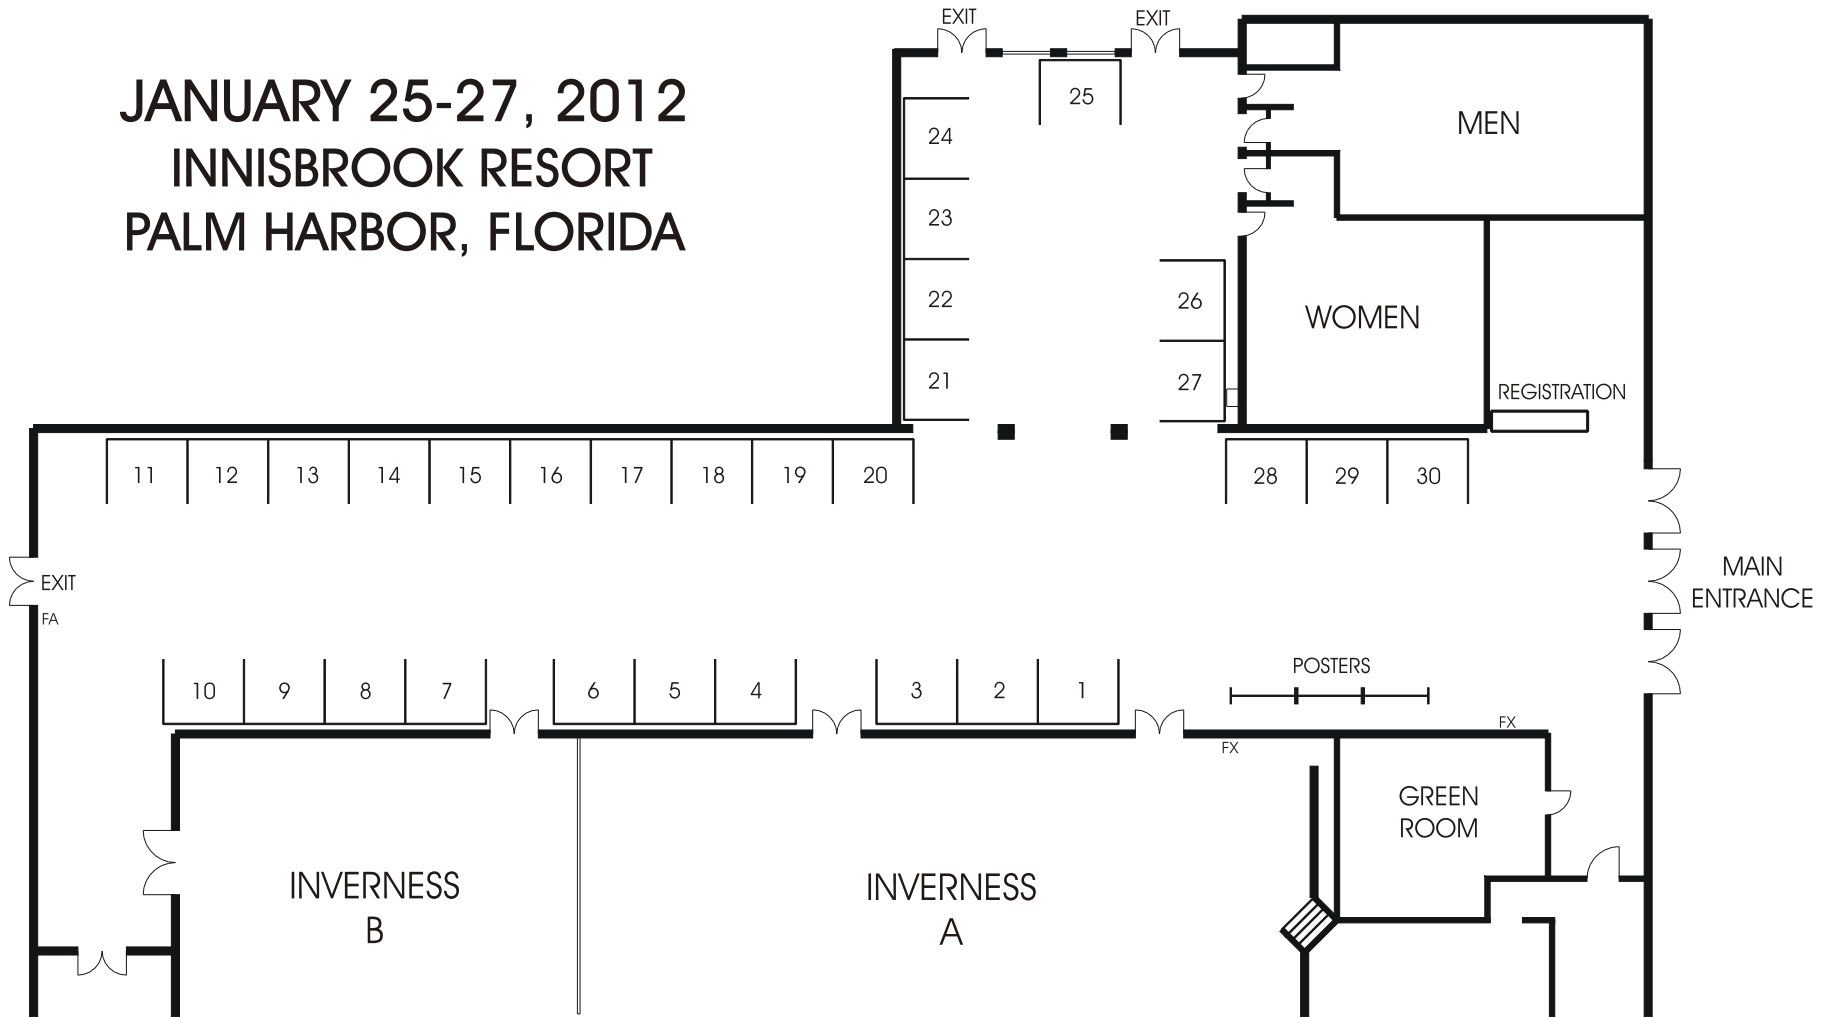 EXIT
EXIT
JANUARY 25-27, 2012
INNISBROOK RESORT
PALM HARBOR, FLORIDA
25
24
MEN
23
22
26
WOMEN
21
27
REGISTRATION
11 12 13 14 15 16 17 18 19 20 28 29 30
EXIT
FA
MAIN
ENTRANCE
POSTERS
10 9 8 7 6 5 4 3 2 1
FX
FX
GREEN
ROOM
INVERNESS
B
INVERNESS
A